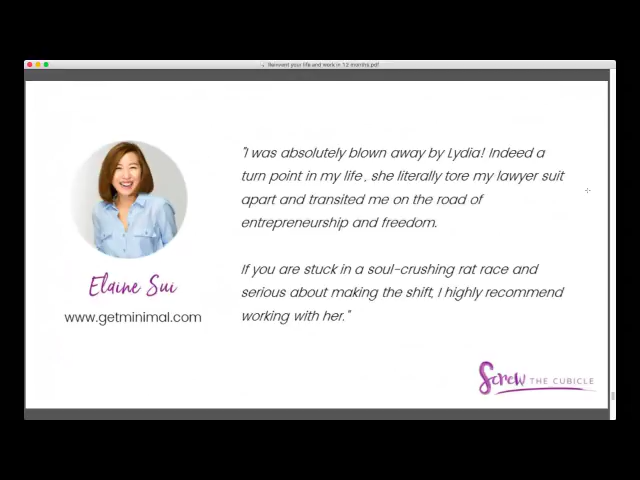 Reinvent your life and work in 12 months.pdf
"I was absolutely blown away by Lydia! Indeed a
turn point in my life , she literally tore my lawyer suit
apart and transited me on the road of
entrepreneurship and freedom.
If you are stuck in a soul-crushing rat race and
serious about making the shift, I highly recommend
working with her."
Elaine Sui
www.getminimal.com
Screw THE CUBICLE